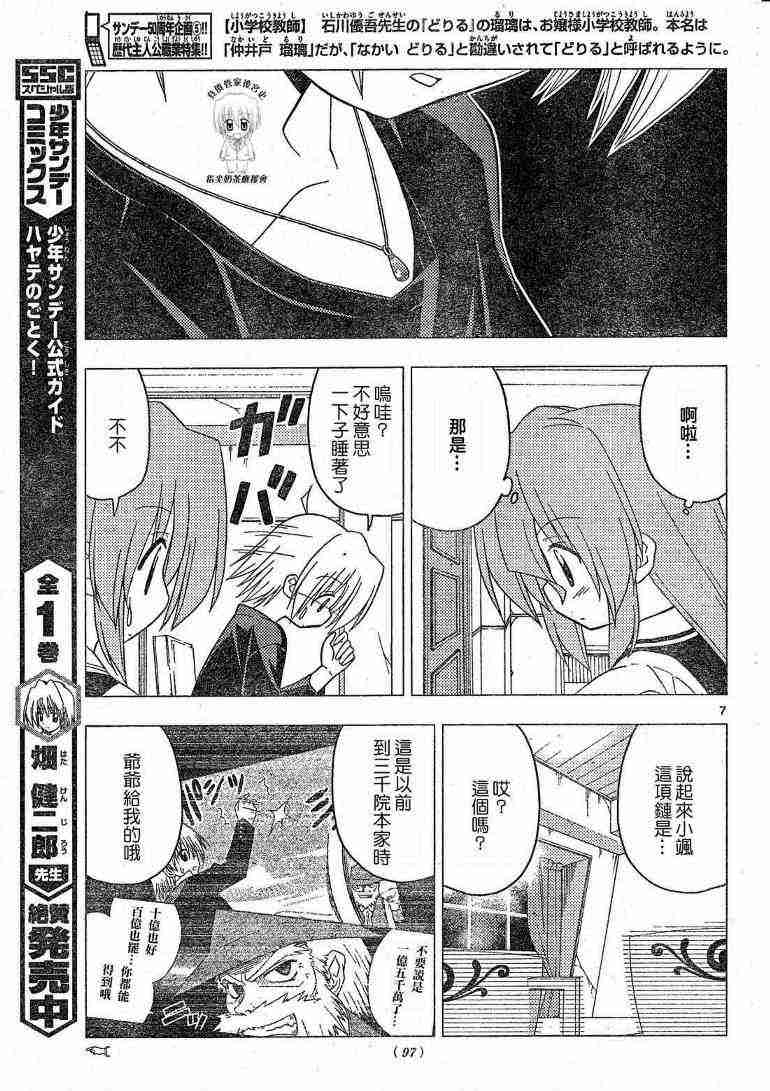 サンデー50周年企画⑤!!
歴代主人公職業特集!!
【小学校教師】 石川優吾先生の『どりる』の瑠璃は、お嬢様小学校教師。本名は
「仲井戸 瑠璃」だが、「なかい どりる」と勘違いされて「どりる」と呼ばれるように。
SSC
スペシャル版
少年サンデー
コミックス
少年サンデー公式ガイド
ハヤテのごとく!
全
1
巻
畑 健二郎
はた けん じ ろう
先生
絶賛
発売中
啊啦…
那是…
嗚哇?
不好意思
一下子睡著了
ガバ
不不
7
說起來小颯
這項鏈是…
哎?
這個嗎?
這是以前
到三千院本家時
爺爺給我的哦
不要說是
一億五千萬了…
十億也好
百億也罷…你都能
得到哦
(97)